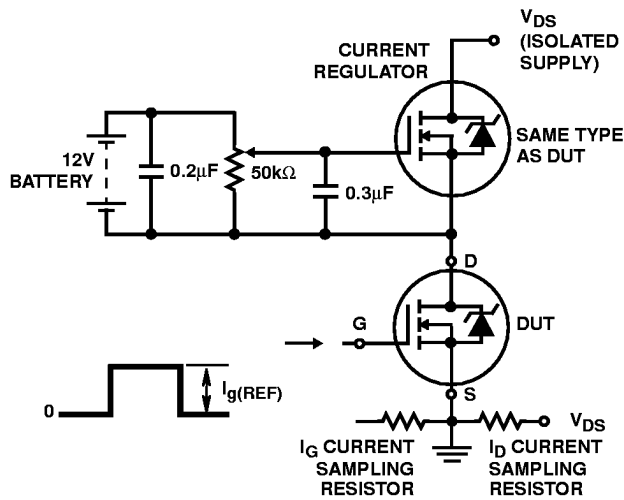 V_DS
(ISOLATED
SUPPLY)
CURRENT
REGULATOR
SAME TYPE
AS DUT
12V
BATTERY
0.2μF
50kΩ
0.3μF
D
G
DUT
I_g(REF)
0
S
V_DS
I_G CURRENT
SAMPLING
RESISTOR
I_D CURRENT
SAMPLING
RESISTOR